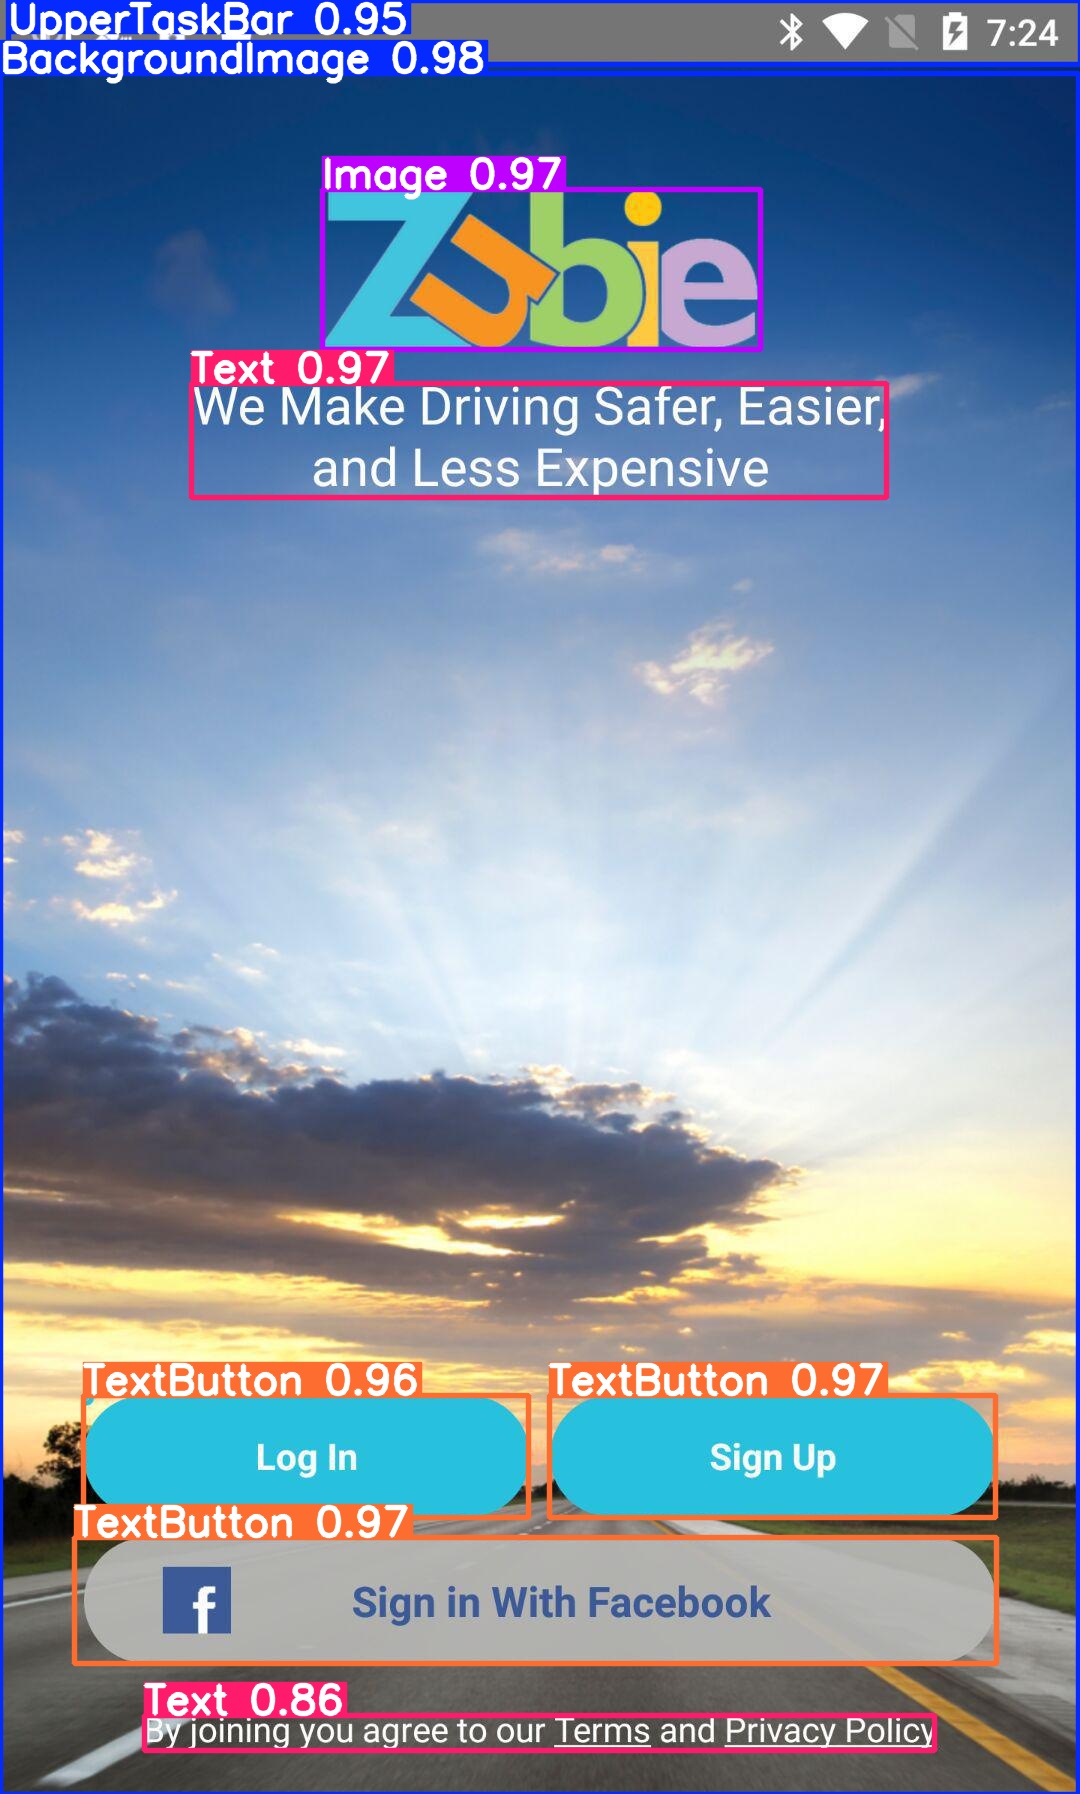 UpperTaskBar 0.95
7:24
BackgroundImage 0.98
Image 0.97
Zubie
Text 0.97
We Make Driving Safer, Easier,
and Less Expensive
TextButton 0.96
TextButton 0.97
Log In
Sign Up
TextButton 0.97
f
Sign in With Facebook
Text 0.86
By joining you agree to our Terms and Privacy Policy